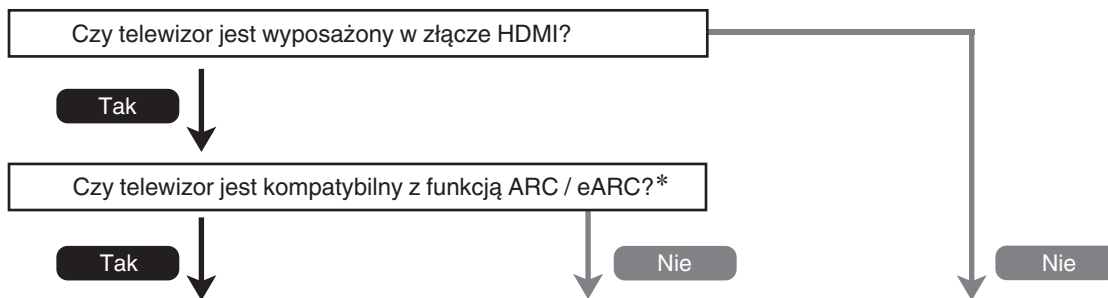 Czy telewizor jest wyposażony w złącze HDMI?
Tak
Czy telewizor jest kompatybilny z funkcją ARC / eARC?*
Tak
Nie
Nie